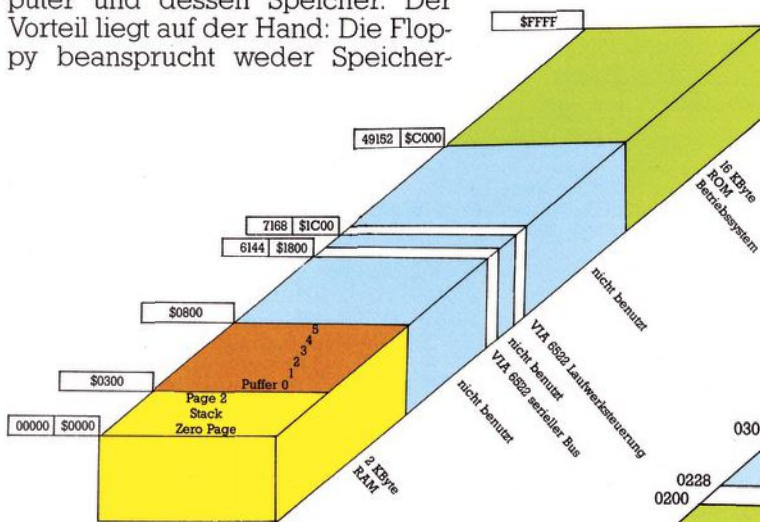 puter und dessen Speicher. Der
Vorteil liegt auf der Hand: Die Flop-
py beansprucht weder Speicher-
$FFFF
49152 $C000
7168 $1C00
6144 $1800
$0800
$0300
00000 $0000
5
4
3
2
1
Puffer 0
Page 2
Stack
Zero Page
16 KByte
ROM
Betriebssystem
nicht benutzt
VIA 6522 Laufwerksteuerung
nicht benutzt
VIA 6522 serieller Bus
nicht benutzt
2 KByte
RAM
030
0228
0200